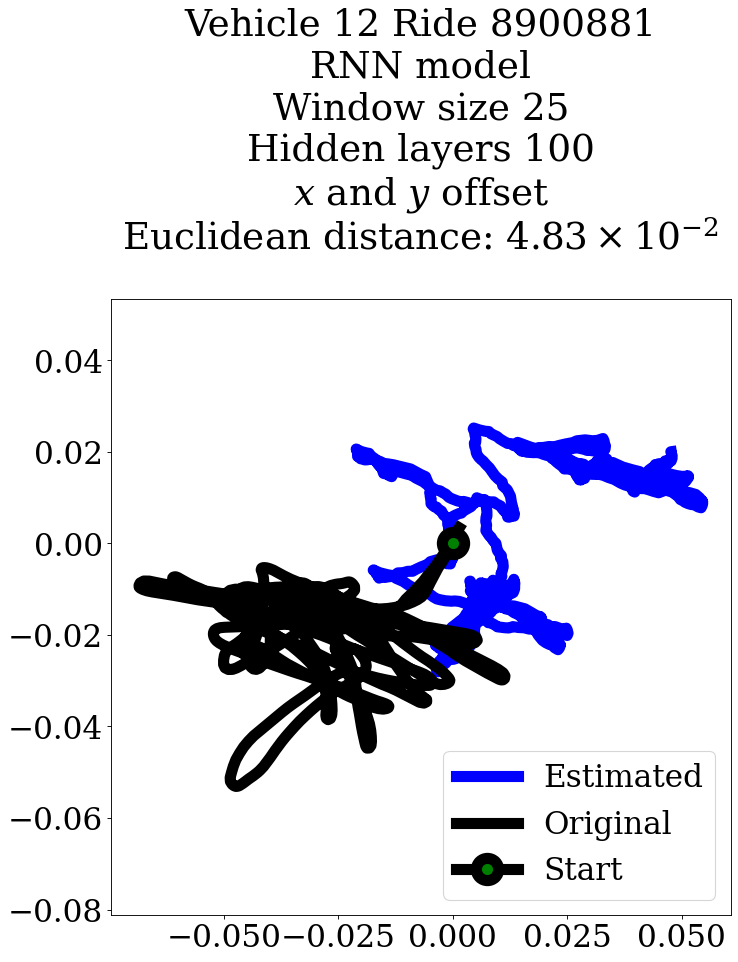 Vehicle 12 Ride 8900881
RNN model
Window size 25
Hidden layers 100
x and y offset
Euclidean distance: 4.83 × 10⁻²
0.04
0.02
0.00
−0.02
−0.04
−0.06
−0.08
Estimated
Original
Start
−0.050 −0.025 0.000 0.025 0.050